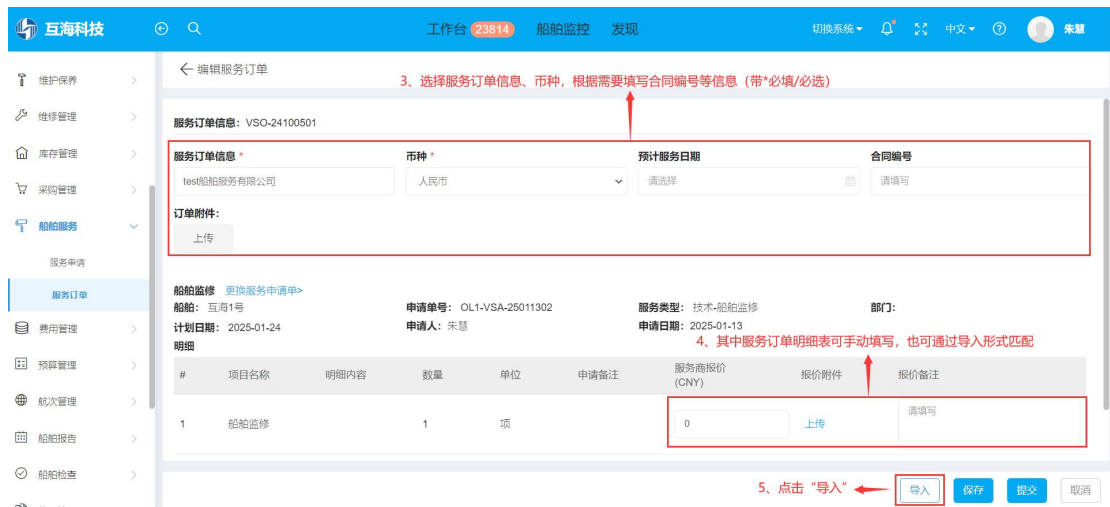 互海科技
工作台 23814 船舶监控 发现
切换系统 中文 朱慧
维护保养
维修管理
库存管理
采购管理
船舶服务
服务申请
服务订单
费用管理
预算管理
航次管理
船舶报告
船舶检查
← 编辑服务订单
3、选择服务订单信息、币种，根据需要填写合同编号等信息（带*必填/必选）
服务订单信息：VSO-24100501
服务订单信息 * 币种 * 预计服务日期 合同编号
test船舶服务有限公司 人民币 请选择 请填写
订单附件：
上传
船舶监修 更换服务申请单>
船舶： 互海1号 申请单号： OL1-VSA-25011302 服务类型： 技术-船舶监修 部门：
计划日期： 2025-01-24 申请人： 朱慧 申请日期： 2025-01-13
明细
4、其中服务订单明细表可手动填写，也可通过导入形式匹配
# 项目名称 明细内容 数量 单位 申请备注 服务商报价 (CNY) 报价附件 报价备注
1 船舶监修 1 项 0 上传 请填写
5、点击“导入”
导入 保存 提交 取消